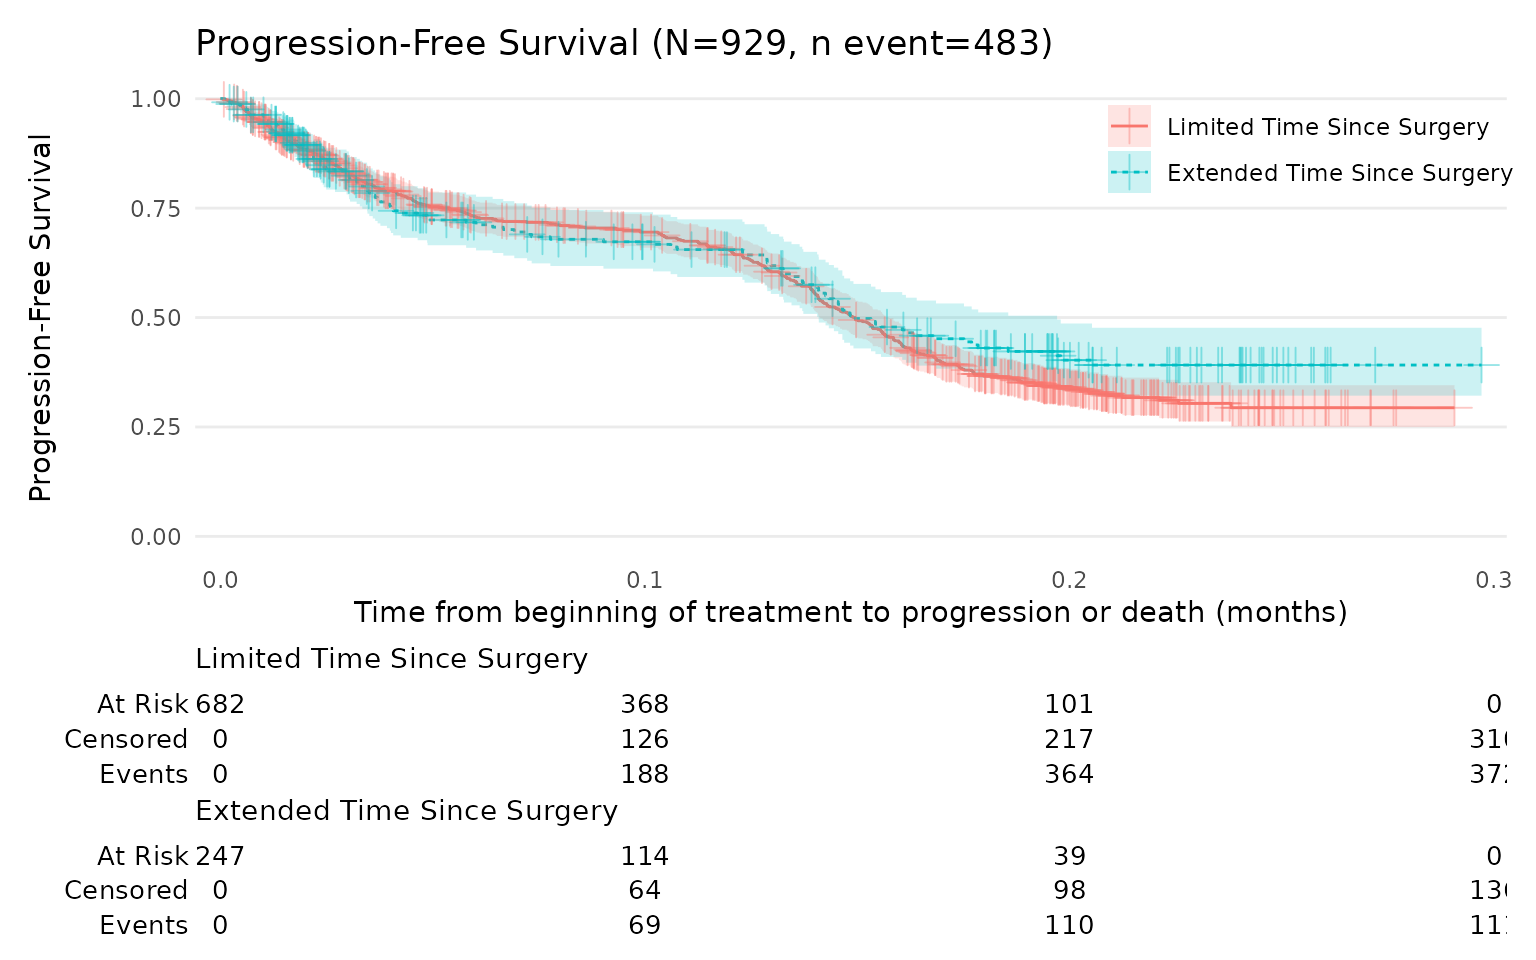 Progression-Free Survival (N=929, n event=483)
Progression-Free Survival
1.00
0.75
0.50
0.25
0.00
Limited Time Since Surgery
Extended Time Since Surgery
0.0 0.1 0.2 0.3
Time from beginning of treatment to progression or death (months)
Limited Time Since Surgery
At Risk 682 368 101 0
Censored 0 126 217
Events 0 188 364
Extended Time Since Surgery
At Risk 247 114 39 0
Censored 0 64 98
Events 0 69 110